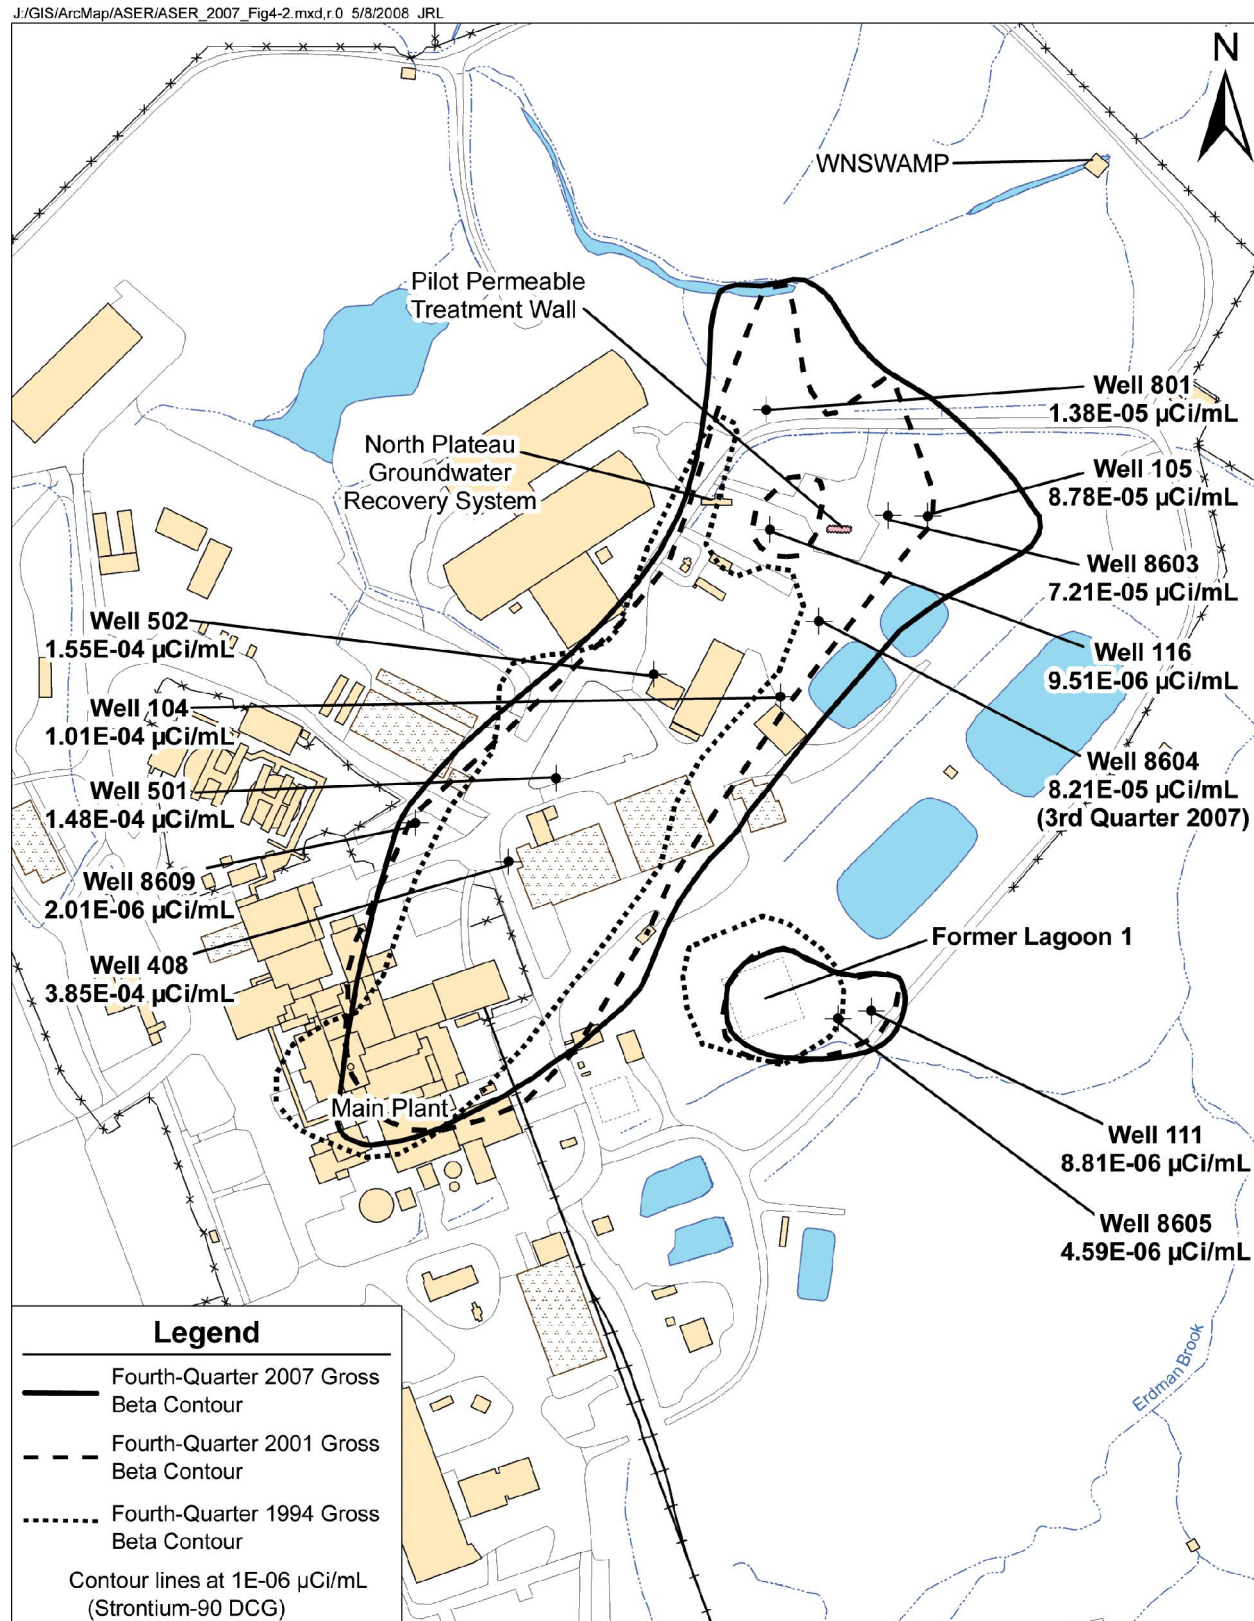 J:/GIS/ArcMap/ASER/ASER_2007_Fig4-2.mxd,r.0 5/8/2008 JRL
N
WNSWAMP
Pilot Permeable
Treatment Wall
Well 801
1.38E-05 µCi/mL
North Plateau
Groundwater
Recovery System
Well 105
8.78E-05 µCi/mL
Well 8603
7.21E-05 µCi/mL
Well 502
1.55E-04 µCi/mL
Well 116
9.51E-06 µCi/mL
Well 104
1.01E-04 µCi/mL
Well 8604
8.21E-05 µCi/mL
(3rd Quarter 2007)
Well 501
1.48E-04 µCi/mL
Well 8609
2.01E-06 µCi/mL
Well 408
3.85E-04 µCi/mL
Former Lagoon 1
Main Plant
Well 111
8.81E-06 µCi/mL
Well 8605
4.59E-06 µCi/mL
Erdman Brook
Legend
Fourth-Quarter 2007 Gross
Beta Contour
Fourth-Quarter 2001 Gross
Beta Contour
Fourth-Quarter 1994 Gross
Beta Contour
Contour lines at 1E-06 µCi/mL
(Strontium-90 DCG)